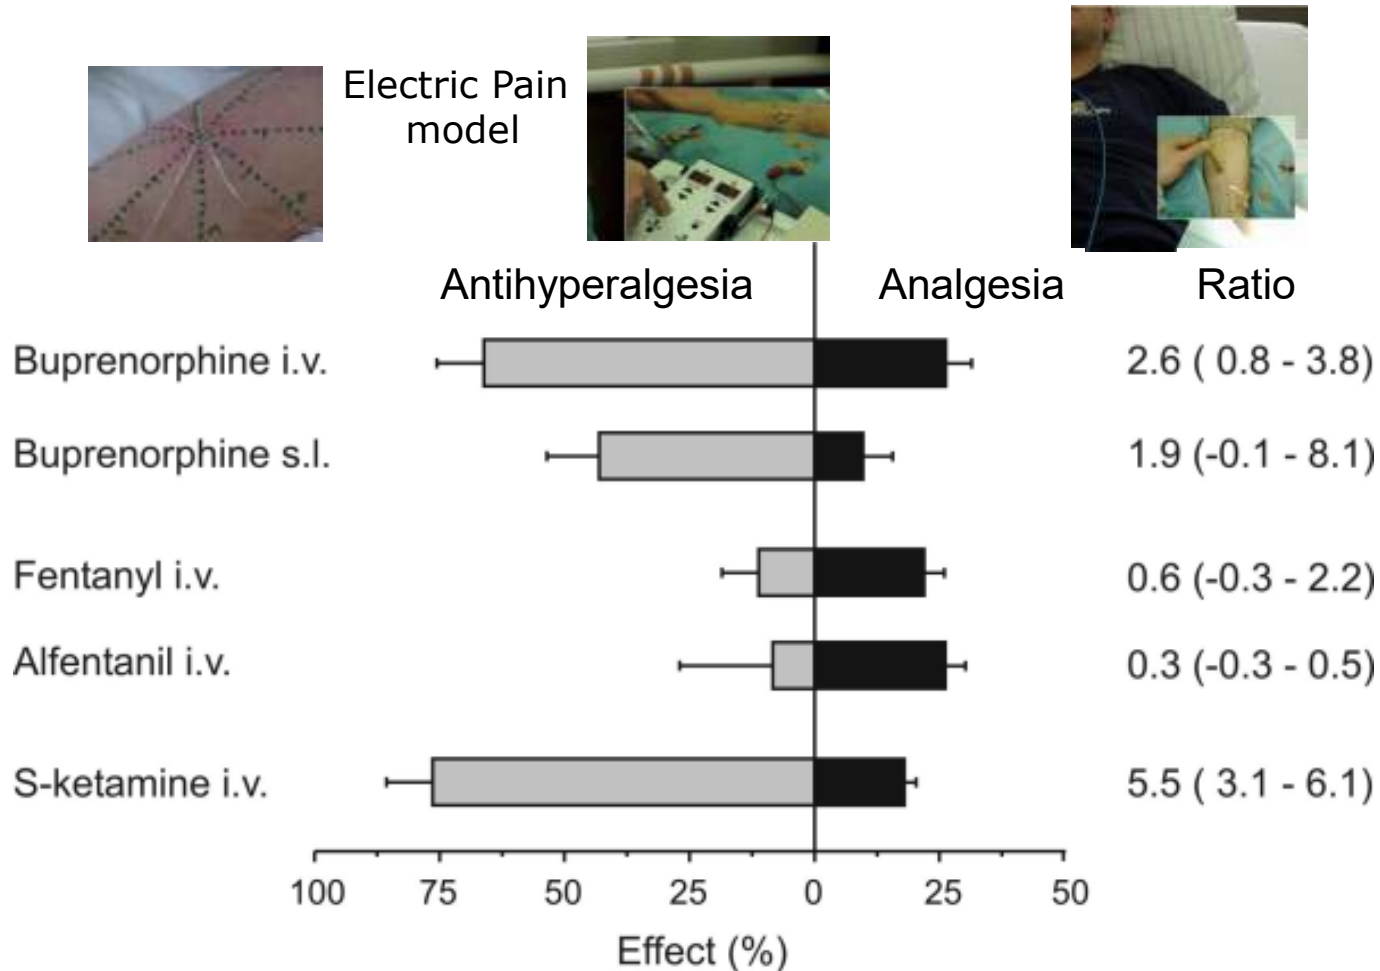 Electric Pain
model
Antihyperalgesia Analgesia Ratio
Buprenorphine i.v. 2.6 ( 0.8 - 3.8)
Buprenorphine s.l. 1.9 (-0.1 - 8.1)
Fentanyl i.v. 0.6 (-0.3 - 2.2)
Alfentanil i.v. 0.3 (-0.3 - 0.5)
S-ketamine i.v. 5.5 ( 3.1 - 6.1)
100 75 50 25 0 25 50
Effect (%)